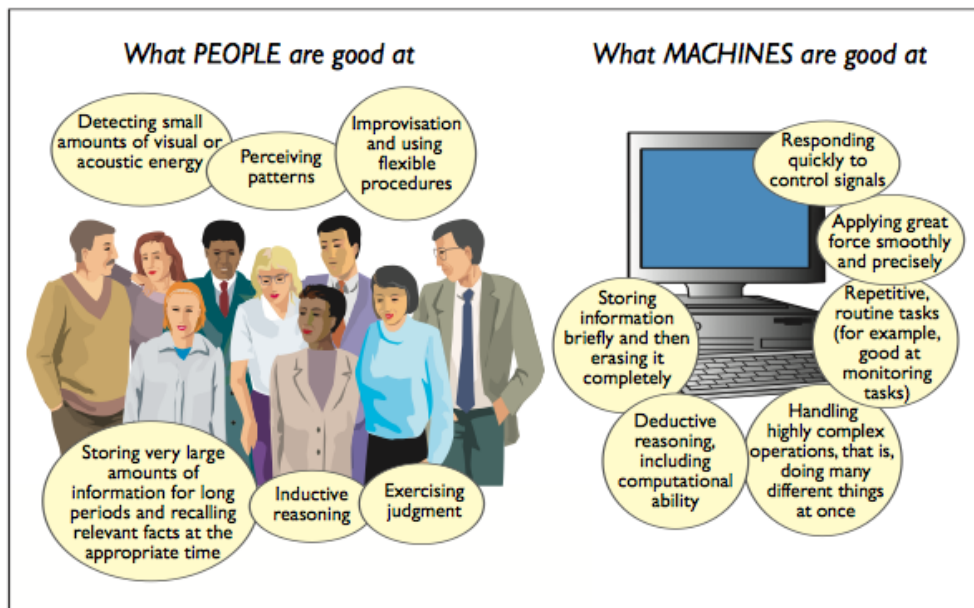 What PEOPLE are good at
Detecting small
amounts of visual or
acoustic energy
Perceiving
patterns
Improvisation
and using
flexible
procedures
Storing very large
amounts of
information for long
periods and recalling
relevant facts at the
appropriate time
Inductive
reasoning
Exercising
judgment
What MACHINES are good at
Responding
quickly to
control signals
Applying great
force smoothly
and precisely
Repetitive,
routine tasks
(for example,
good at
monitoring
tasks)
Storing
information
briefly and then
erasing it
completely
Deductive
reasoning,
including
computational
ability
Handling
highly complex
operations, that is,
doing many
different things
at once